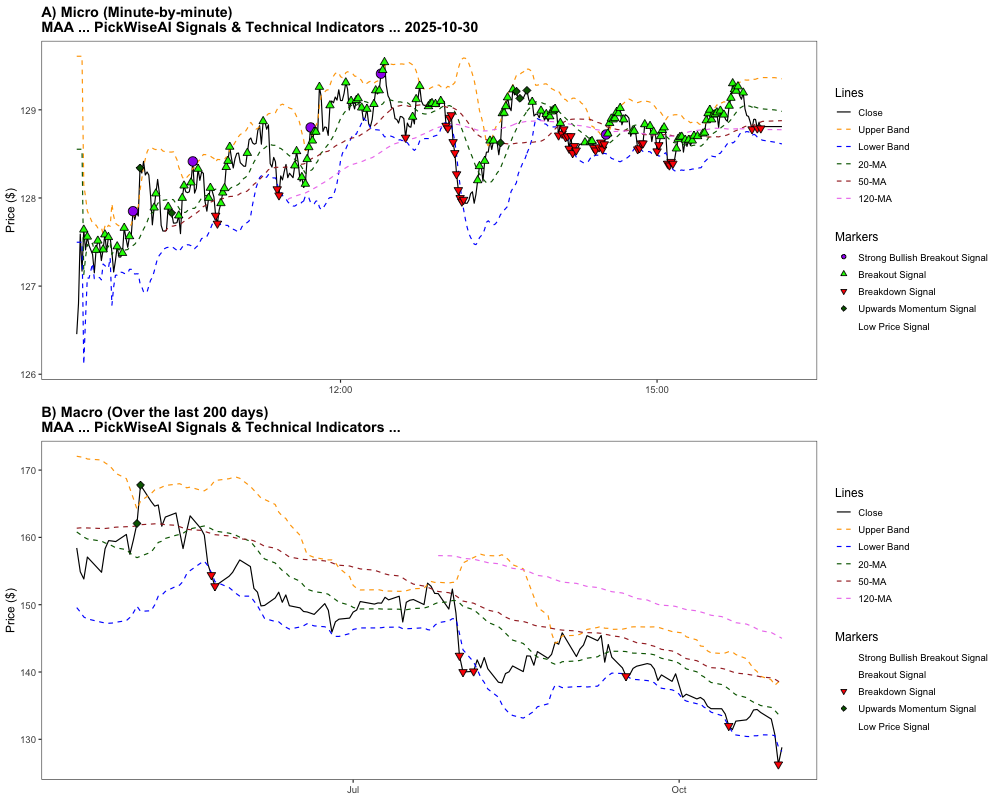 A) Micro (Minute-by-minute)
MAA ... PickWiseAI Signals & Technical Indicators ... 2025-10-30
Price ($)
129
128
127
126
12:00
15:00
Lines
Close
Upper Band
Lower Band
20-MA
50-MA
120-MA
Markers
Strong Bullish Breakout Signal
Breakout Signal
Breakdown Signal
Upwards Momentum Signal
Low Price Signal
B) Macro (Over the last 200 days)
MAA ... PickWiseAI Signals & Technical Indicators ...
Price ($)
170
160
150
140
130
Jul
Oct
Lines
Close
Upper Band
Lower Band
20-MA
50-MA
120-MA
Markers
Strong Bullish Breakout Signal
Breakout Signal
Breakdown Signal
Upwards Momentum Signal
Low Price Signal